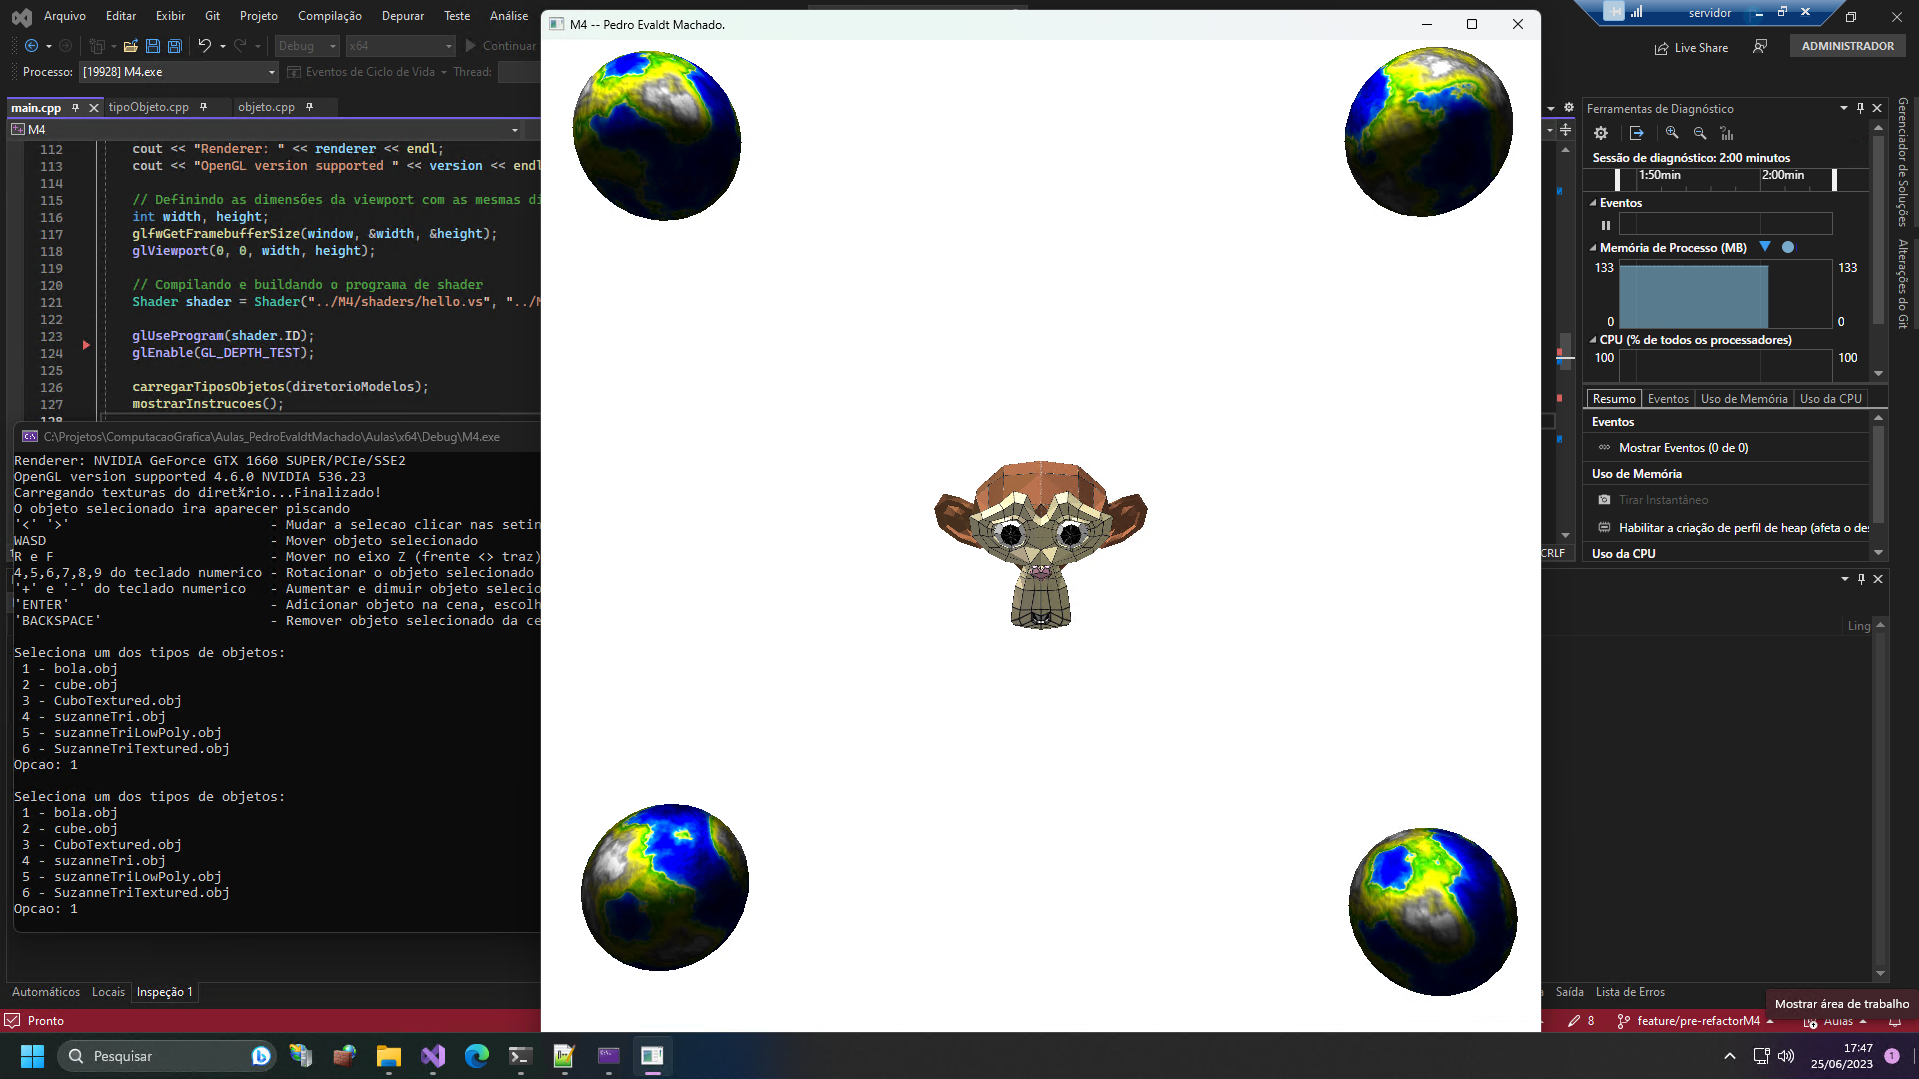 Arquivo Editar Exibir Git Projeto Compilação Depurar Teste Análise
M4 -- Pedro Evaldt Machado.
servidor
Debug x64 Continuar
Live Share
ADMINISTRADOR
Processo: [19928] M4.exe Eventos de Ciclo de Vida Thread:
main.cpp tipoObjeto.cpp objeto.cpp
M4
112 cout << "Renderer: " << renderer << endl;
113 cout << "OpenGL version supported " << version << endl
114
115 // Definindo as dimensões da viewport com as mesmas di
116 int width, height;
117 glfwGetFramebufferSize(window, &width, &height);
118 glViewport(0, 0, width, height);
119
120 // Compilando e buildando o programa de shader
121 Shader shader = Shader("../M4/shaders/hello.vs", "../M
122
123 glUseProgram(shader.ID);
124 glEnable(GL_DEPTH_TEST);
125
126 carregarTiposObjetos(diretorioModelos);
127 mostrarInstrucoes();
128
C:\Projetos\ComputacaoGrafica\Aulas_PedroEvaldtMachado\Aulas\x64\Debug\M4.exe
Renderer: NVIDIA GeForce GTX 1660 SUPER/PCIe/SSE2
OpenGL version supported 4.6.0 NVIDIA 536.23
Carregando texturas do diret¾rio...Finalizado!
O objeto selecionado ira aparecer piscando
'<' '>' - Mudar a selecao clicar nas setin
WASD - Mover objeto selecionado
R e F - Mover no eixo Z (frente <> traz)
4,5,6,7,8,9 do teclado numerico - Rotacionar o objeto selecionado
'+' e '-' do teclado numerico - Aumentar e dimuir objeto selecio
'ENTER' - Adicionar objeto na cena, escolh
'BACKSPACE' - Remover objeto selecionado da ce
Seleciona um dos tipos de objetos:
1 - bola.obj
2 - cube.obj
3 - CuboTextured.obj
4 - suzanneTri.obj
5 - suzanneTriLowPoly.obj
6 - SuzanneTriTextured.obj
Opcao: 1
Seleciona um dos tipos de objetos:
1 - bola.obj
2 - cube.obj
3 - CuboTextured.obj
4 - suzanneTri.obj
5 - suzanneTriLowPoly.obj
6 - SuzanneTriTextured.obj
Opcao: 1
Ferramentas de Diagnóstico
Sessão de diagnóstico: 2:00 minutos
1:50min 2:00min
Eventos
Memória de Processo (MB)
133 133
0 0
CPU (% de todos os processadores)
100 100
Resumo Eventos Uso de Memória Uso da CPU
Eventos
Mostrar Eventos (0 de 0)
Uso de Memória
Tirar Instantâneo
Habilitar a criação de perfil de heap (afeta o des
Uso da CPU
CRLF
Ling
Gerenciador de Soluções
Alterações do Git
Automáticos Locais Inspeção 1
Saída Lista de Erros
Mostrar área de trabalho
Pronto
8 feature/pre-refactorM4 Aulas
Pesquisar
17:47
25/06/2023
1